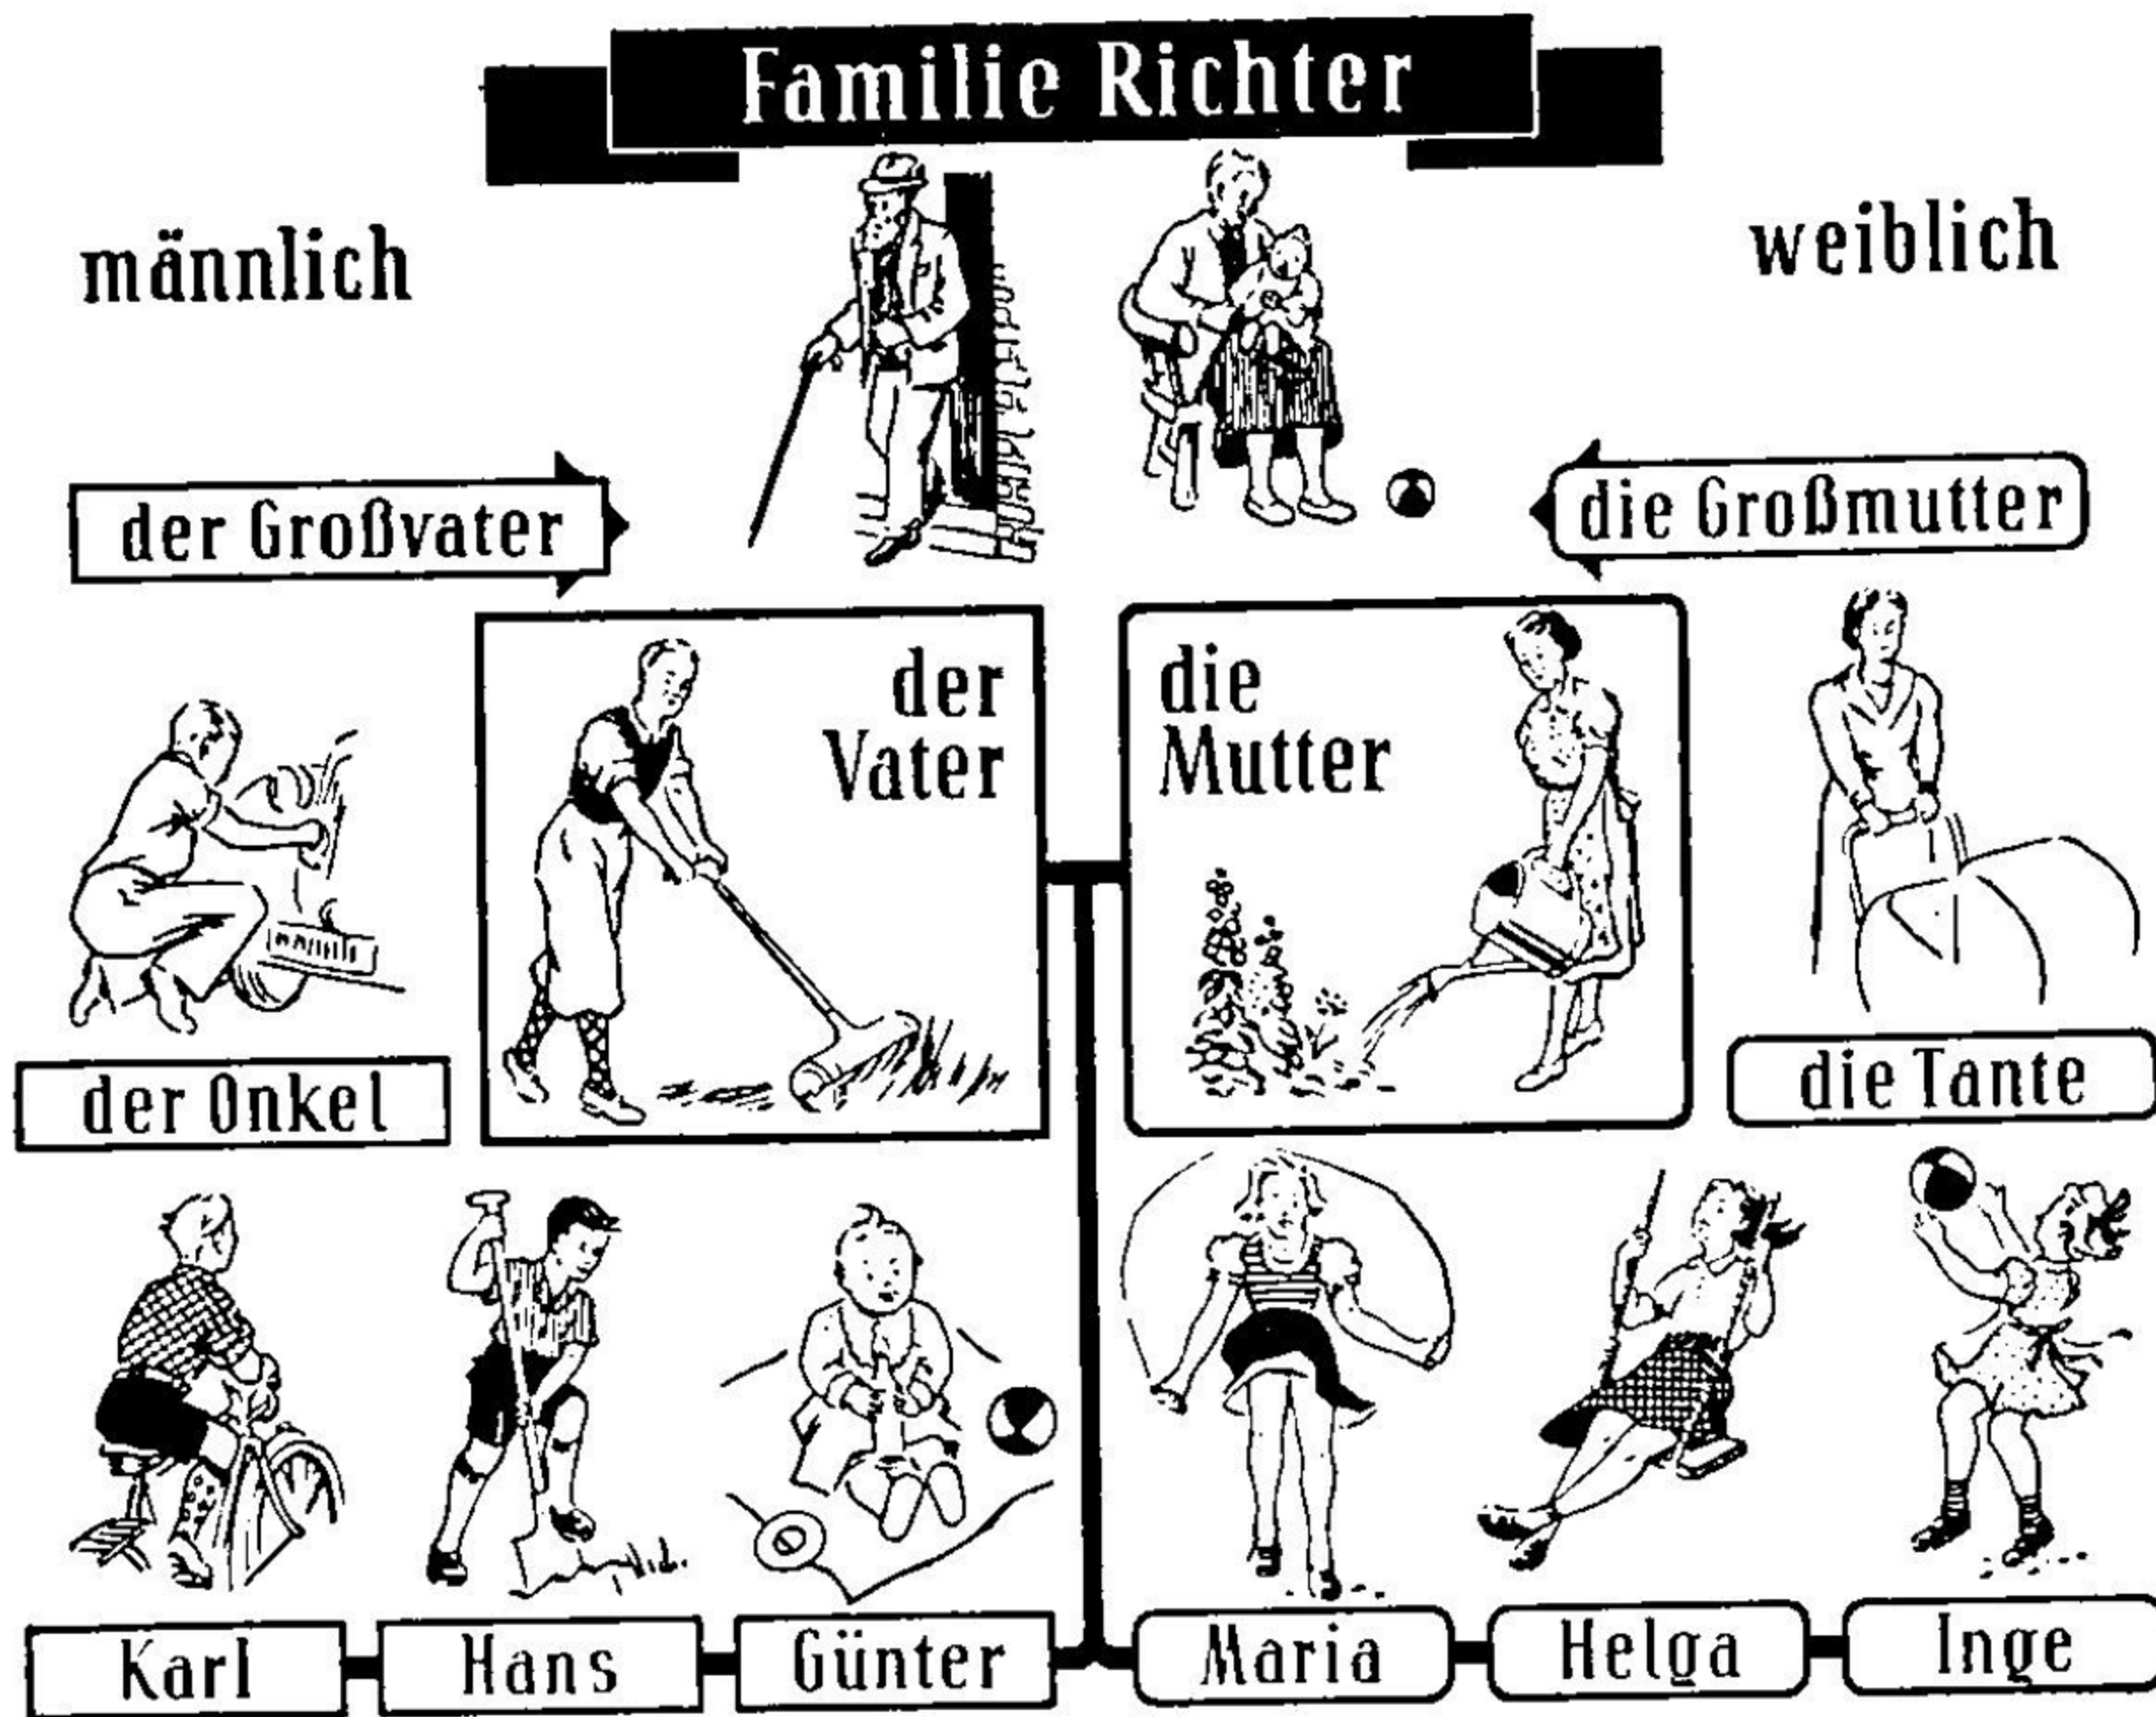 Familie Richter
männlich
weiblich
der Großvater
die Großmutter
der
Vater
die
Mutter
der Onkel
die Tante
Karl
Hans
Günter
Maria
Helga
Inge